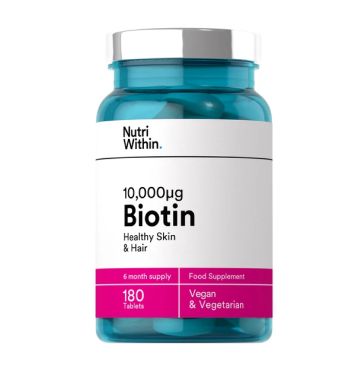 Nutri
Within.
10,000µg
Biotin
Healthy Skin
& Hair
6 month supply
Food Supplement
180
Tablets
Vegan
& Vegetarian